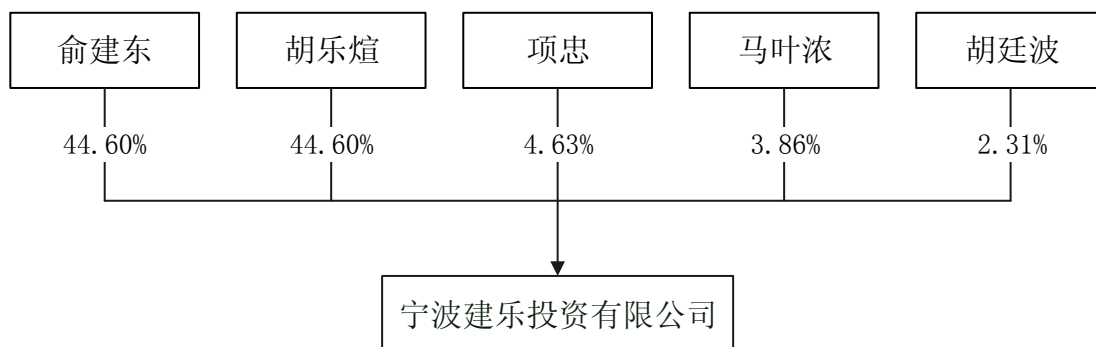 俞建东
胡乐煊
项忠
马叶浓
胡廷波
44.60%
44.60%
4.63%
3.86%
2.31%
宁波建乐投资有限公司